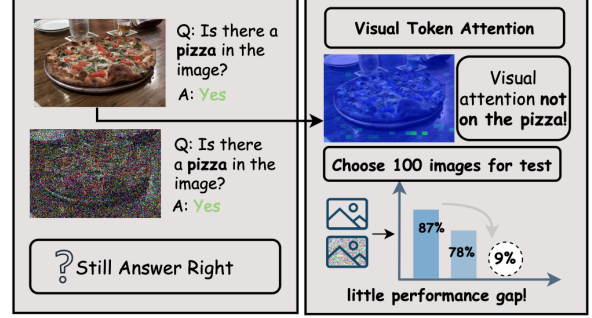 Q: Is there a
pizza in the
image?
A: Yes
Q: Is there
a pizza in the
image?
A: Yes
? Still Answer Right
Visual Token Attention
Visual
attention not
on the pizza!
Choose 100 images for test
87%
78%
9%
little performance gap!